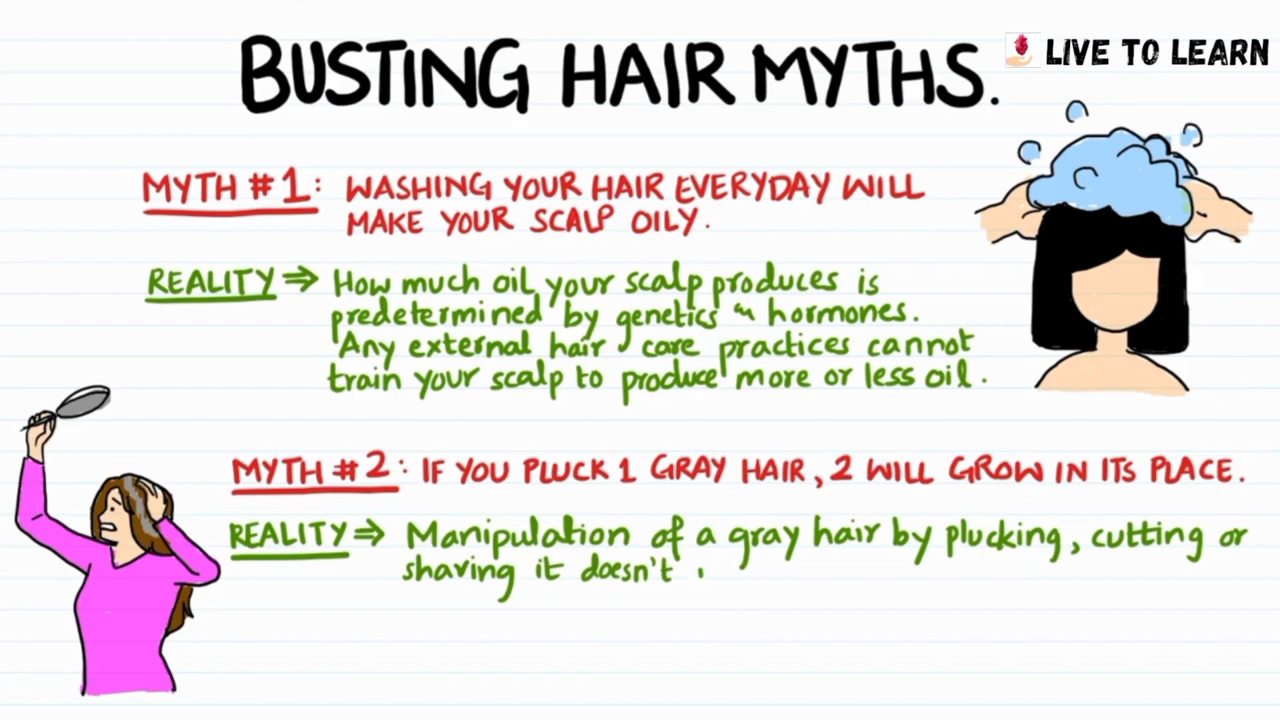 BUSTING HAIR MYTHS.
LIVE TO LEARN
MYTH #1: WASHING YOUR HAIR EVERYDAY WILL
MAKE YOUR SCALP OILY.
REALITY ⇒ How much oil your scalp produces is
predetermined by genetics & hormones.
Any external hair care practices cannot
train your scalp to produce more or less oil.
MYTH #2: IF YOU PLUCK 1 GRAY HAIR, 2 WILL GROW IN ITS PLACE.
REALITY ⇒ Manipulation of a gray hair by plucking, cutting or
shaving it doesn't